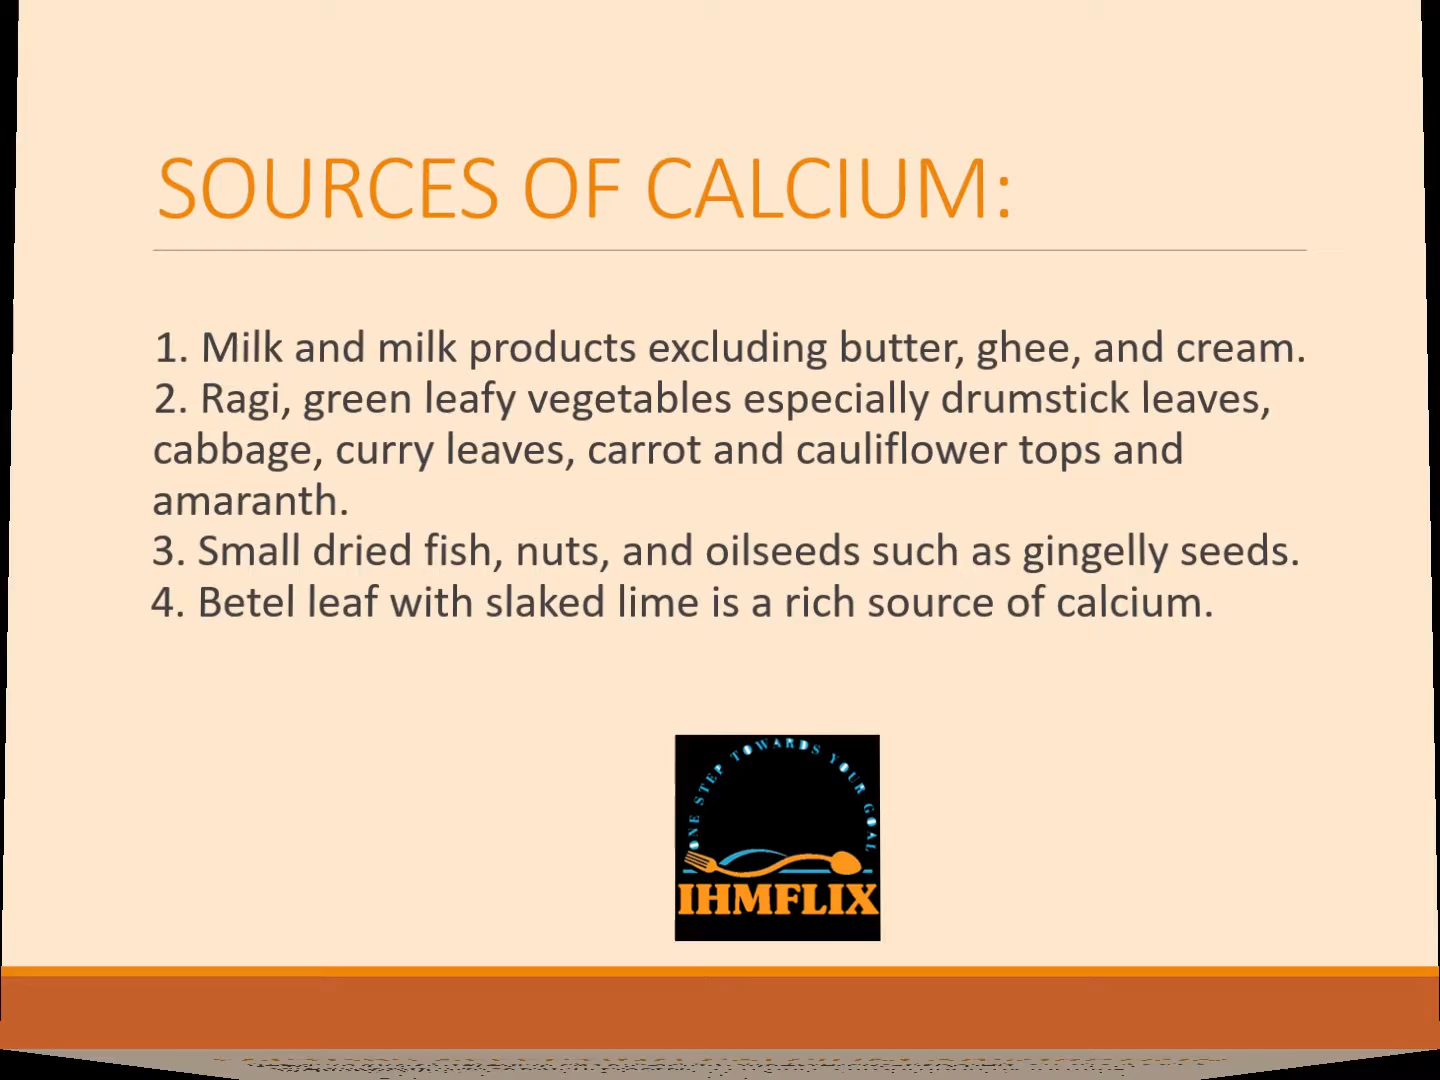 SOURCES OF CALCIUM:
1. Milk and milk products excluding butter, ghee, and cream.
2. Ragi, green leafy vegetables especially drumstick leaves,
cabbage, curry leaves, carrot and cauliflower tops and
amaranth.
3. Small dried fish, nuts, and oilseeds such as gingelly seeds.
4. Betel leaf with slaked lime is a rich source of calcium.
ONE STEP TOWARDS YOUR GOAL
IHMFLIX